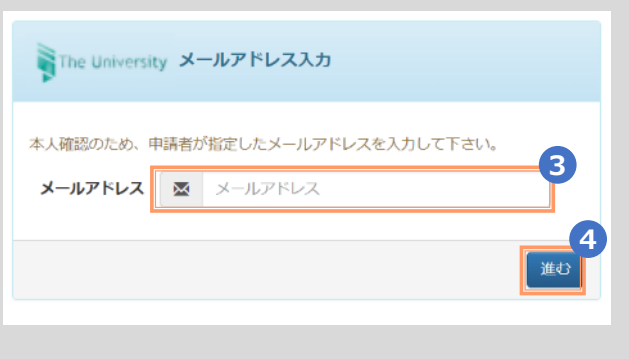 The University メールアドレス入力
本人確認のため、申請者が指定したメールアドレスを入力して下さい。
3
メールアドレス メールアドレス
4
進む